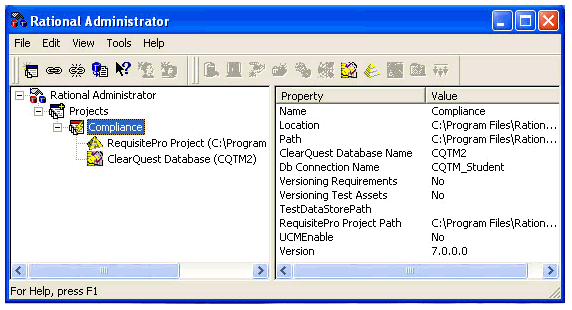 Rational Administrator
File Edit View Tools Help
Rational Administrator
Projects
Compliance
RequisitePro Project (C:\Program
ClearQuest Database (CQTM2)
Property Value
Name Compliance
Location C:\Program Files\Ration...
Path C:\Program Files\Ration...
ClearQuest Database Name CQTM2
Db Connection Name CQTM_Student
Versioning Requirements No
Versioning Test Assets No
TestDataStorePath
RequisitePro Project Path C:\Program Files\Ration...
UCMEnable No
Version 7.0.0.0
For Help, press F1